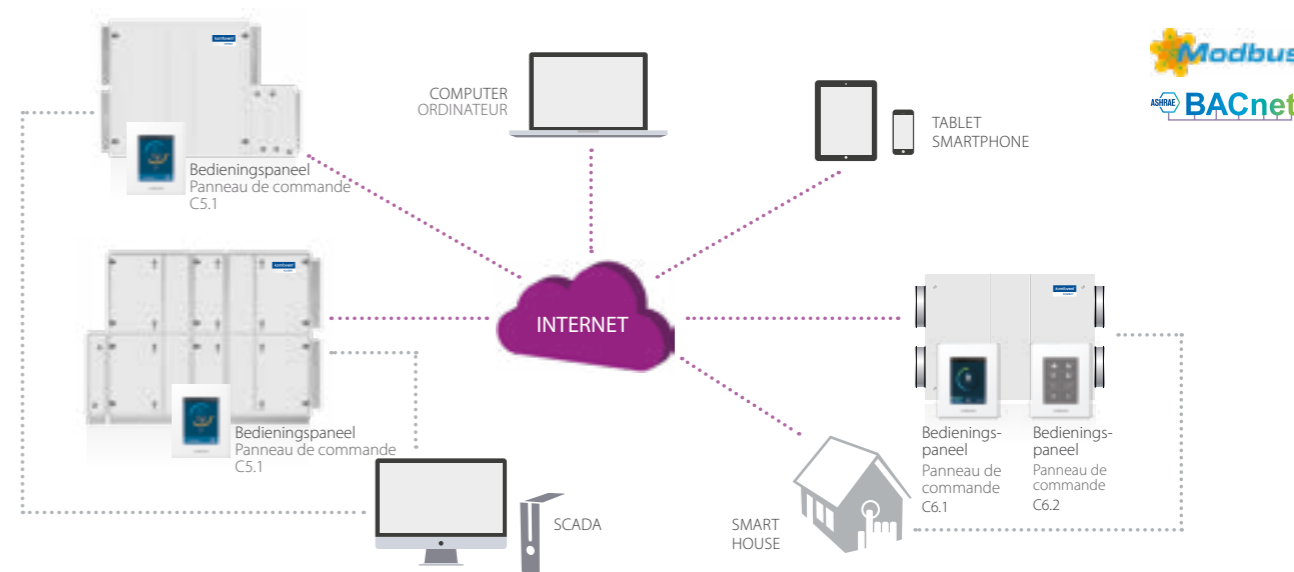 COMPUTER
ORDINATEUR
Modbus
ASHRAE BACnet
TABLET
SMARTPHONE
Bedieningspaneel
Panneau de commande
C5.1
INTERNET
Bedieningspaneel
Panneau de commande
C5.1
Bedienings-
paneel
Panneau de
commande
C6.1
Bedienings-
paneel
Panneau de
commande
C6.2
SCADA
SMART
HOUSE